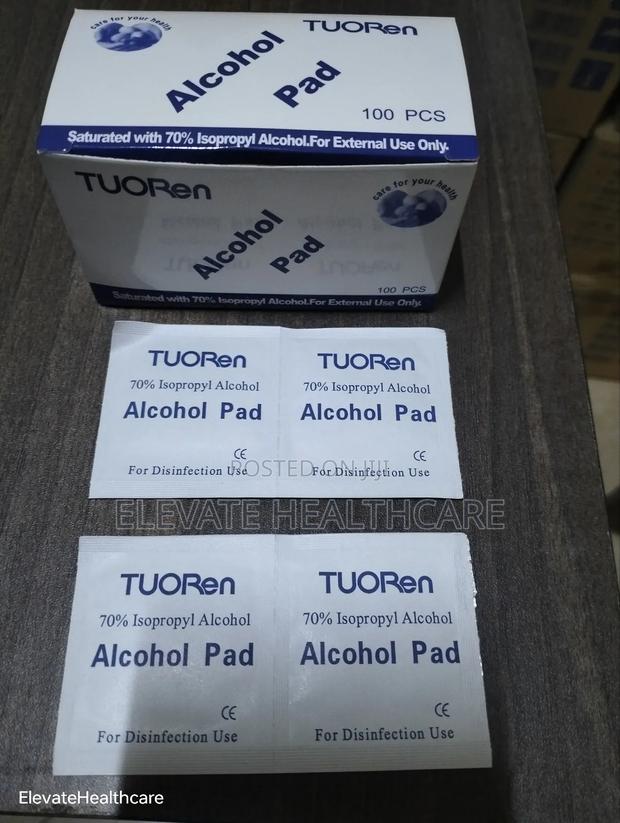 care for your health
TUORen
Alcohol
Pad
100 PCS
Saturated with 70% Isopropyl Alcohol.For External Use Only.
TUORen
care for your health
Alcohol
Pad
100 PCS
Saturated with 70% Isopropyl Alcohol.For External Use Only.
TUORen
70% Isopropyl Alcohol
Alcohol Pad
CE
For Disinfection Use
TUORen
70% Isopropyl Alcohol
Alcohol Pad
CE
For Disinfection Use
POSTED ON JIJI
ELEVATE HEALTHCARE
TUORen
70% Isopropyl Alcohol
Alcohol Pad
CE
For Disinfection Use
TUORen
70% Isopropyl Alcohol
Alcohol Pad
CE
For Disinfection Use
ElevateHealthcare